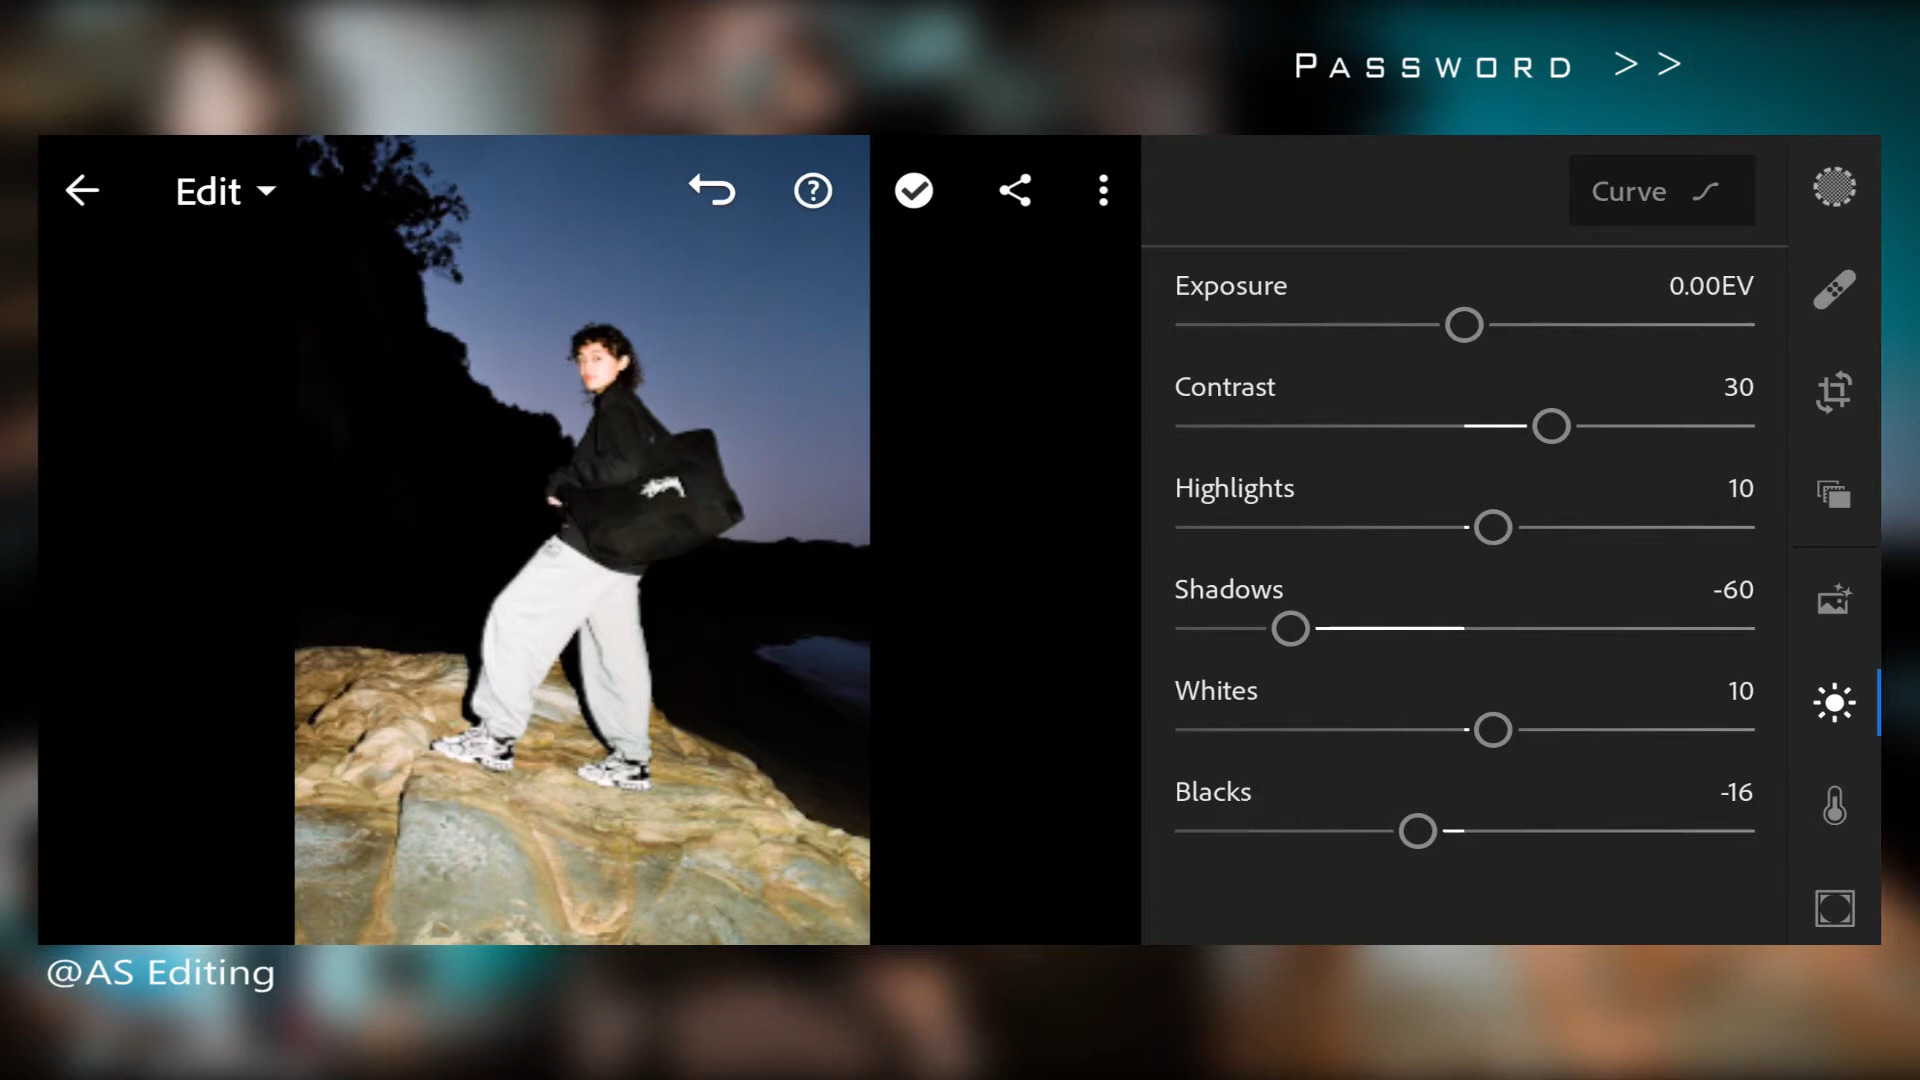 PASSWORD >>
Edit
Curve
Exposure 0.00EV
Contrast 30
Highlights 10
Shadows -60
Whites 10
Blacks -16
@AS Editing